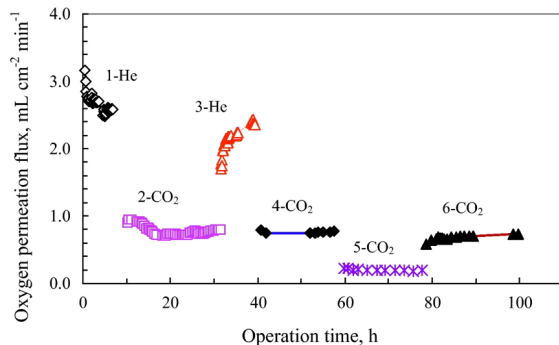 Oxygen permeation flux, mL cm⁻² min⁻¹
4.0
3.0
2.0
1.0
0.0
1-He
3-He
2-CO₂
4-CO₂
5-CO₂
6-CO₂
0
20
40
60
80
100
Operation time, h